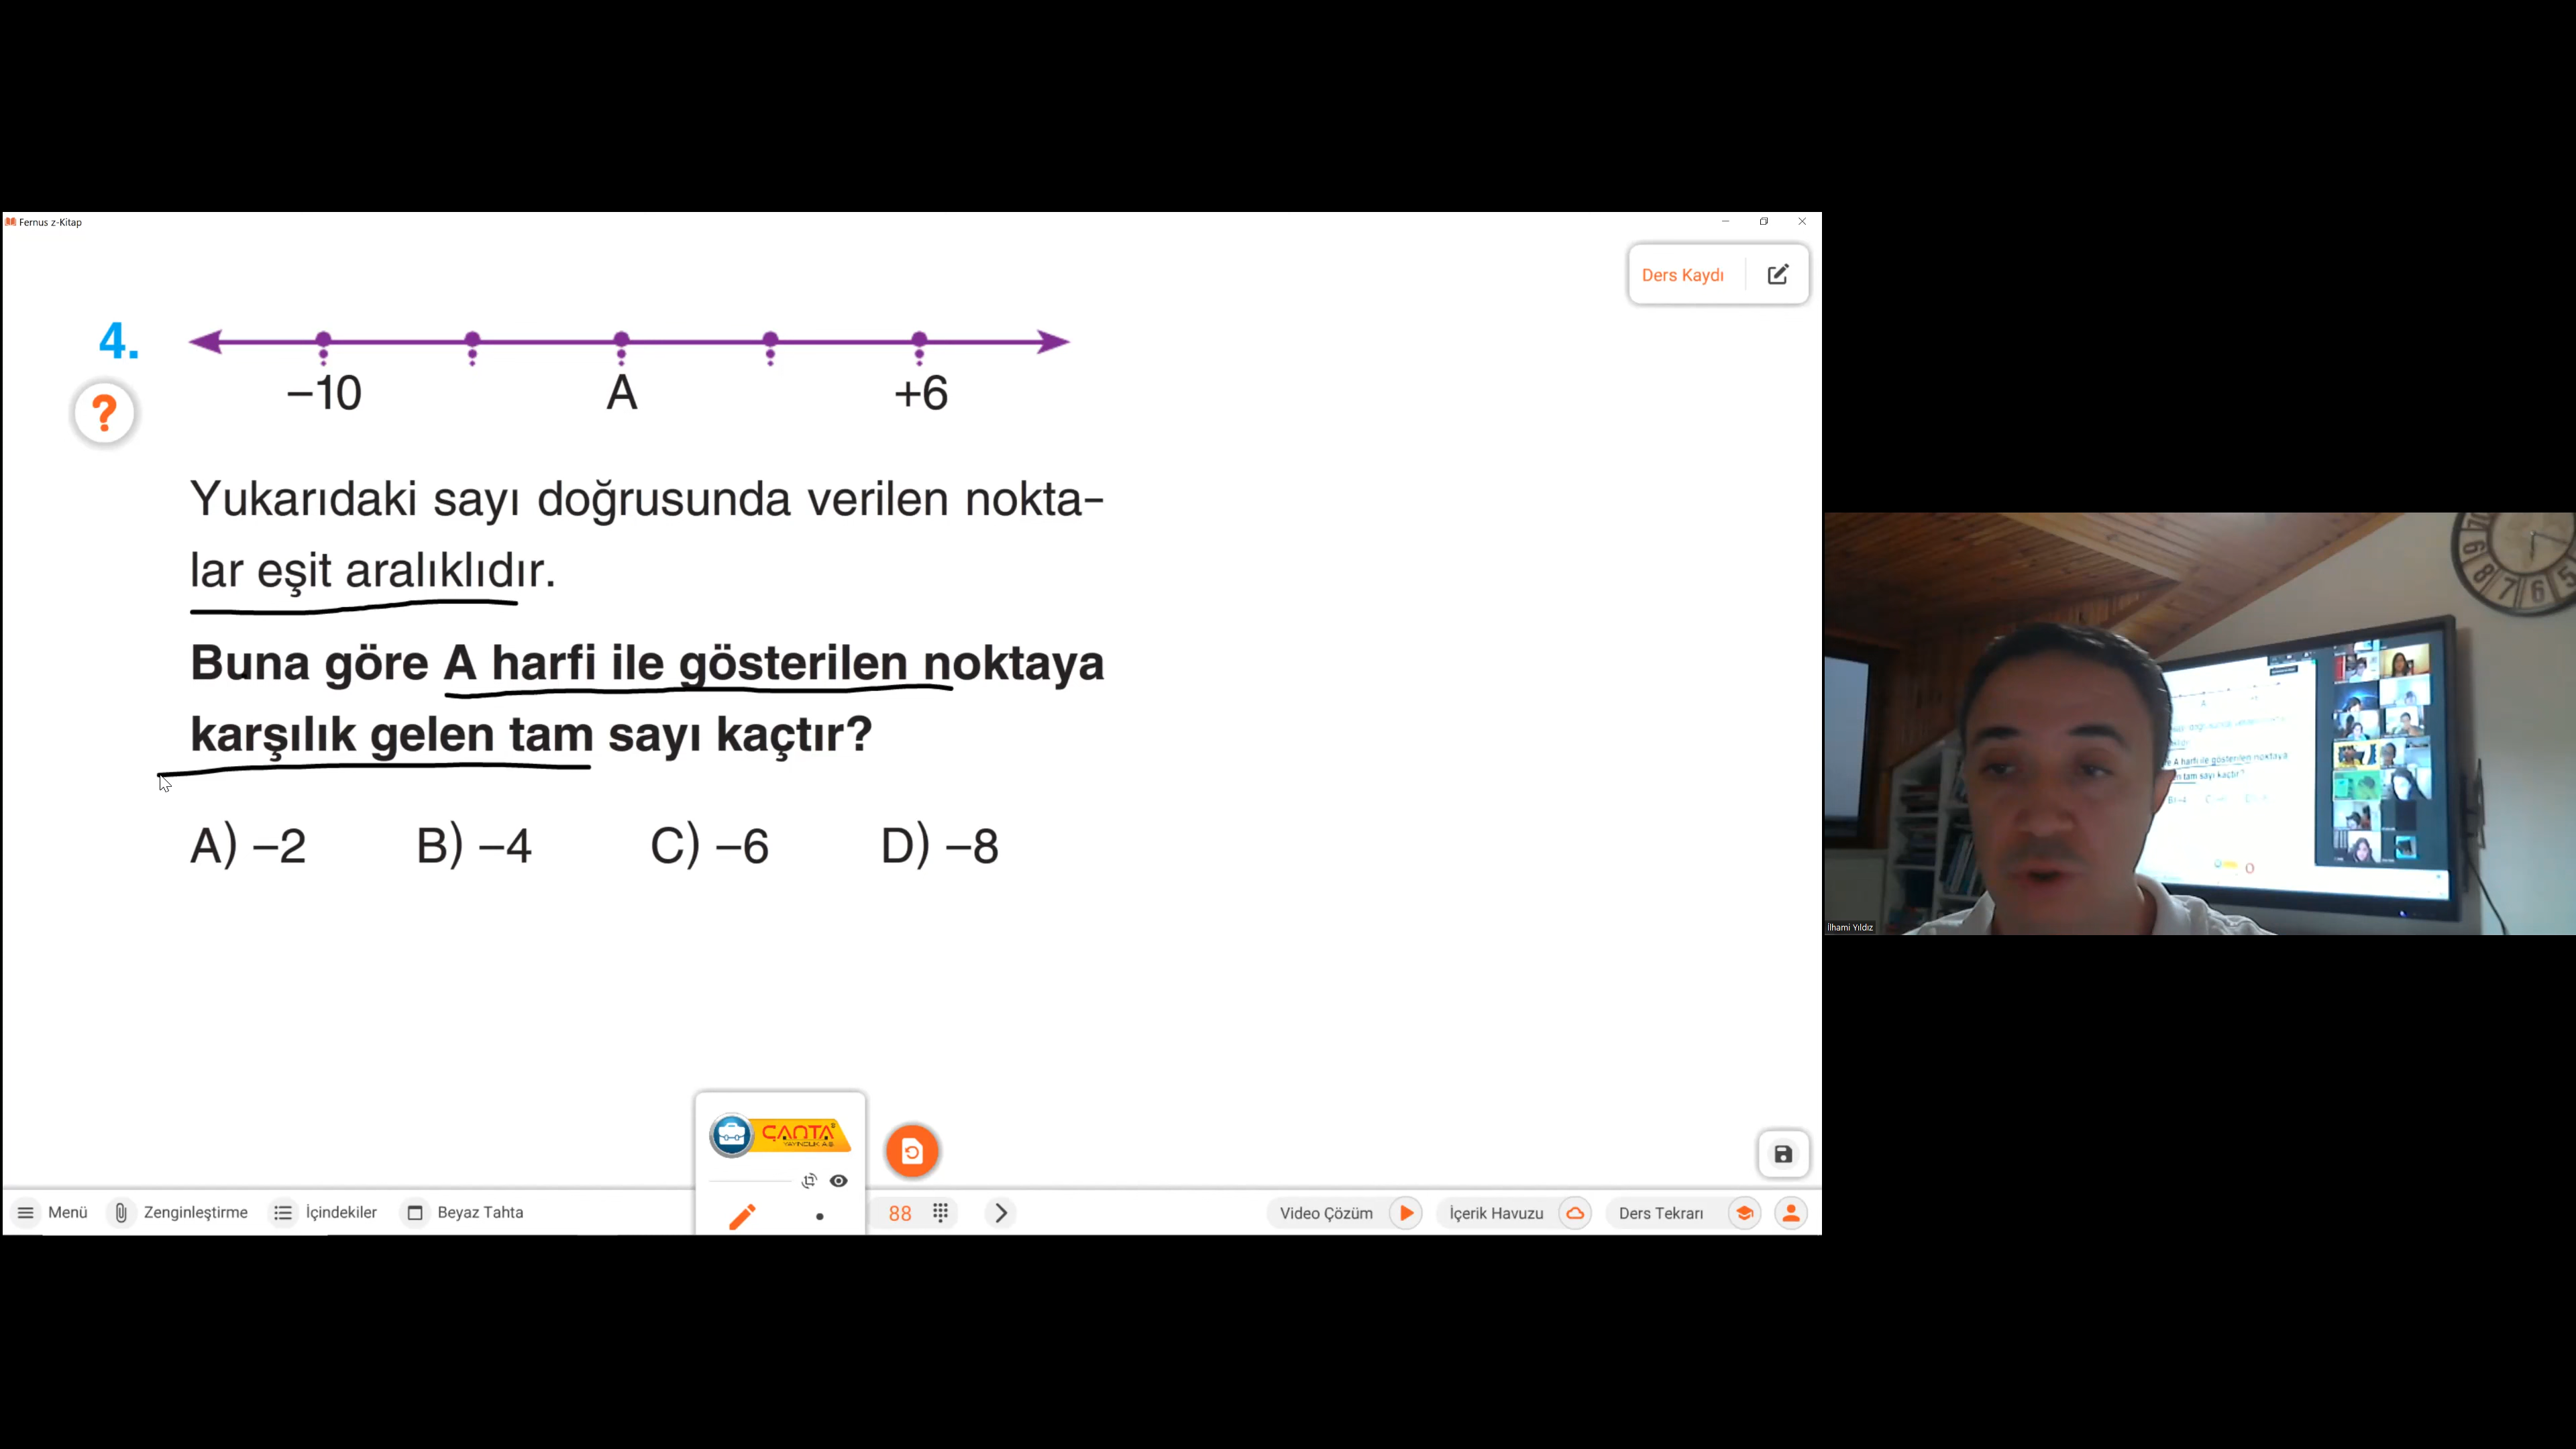 Fernus z-Kitap
Ders Kaydı
4.
–10 A +6
?
Yukarıdaki sayı doğrusunda verilen nokta-
lar eşit aralıklıdır.
Buna göre A harfi ile gösterilen noktaya
karşılık gelen tam sayı kaçtır?
A) –2 B) –4 C) –6 D) –8
İlhami Yıldız
ÇANTA
YAYINCILIK A.Ş.
Menü Zenginleştirme İçindekiler Beyaz Tahta 88 Video Çözüm İçerik Havuzu Ders Tekrarı